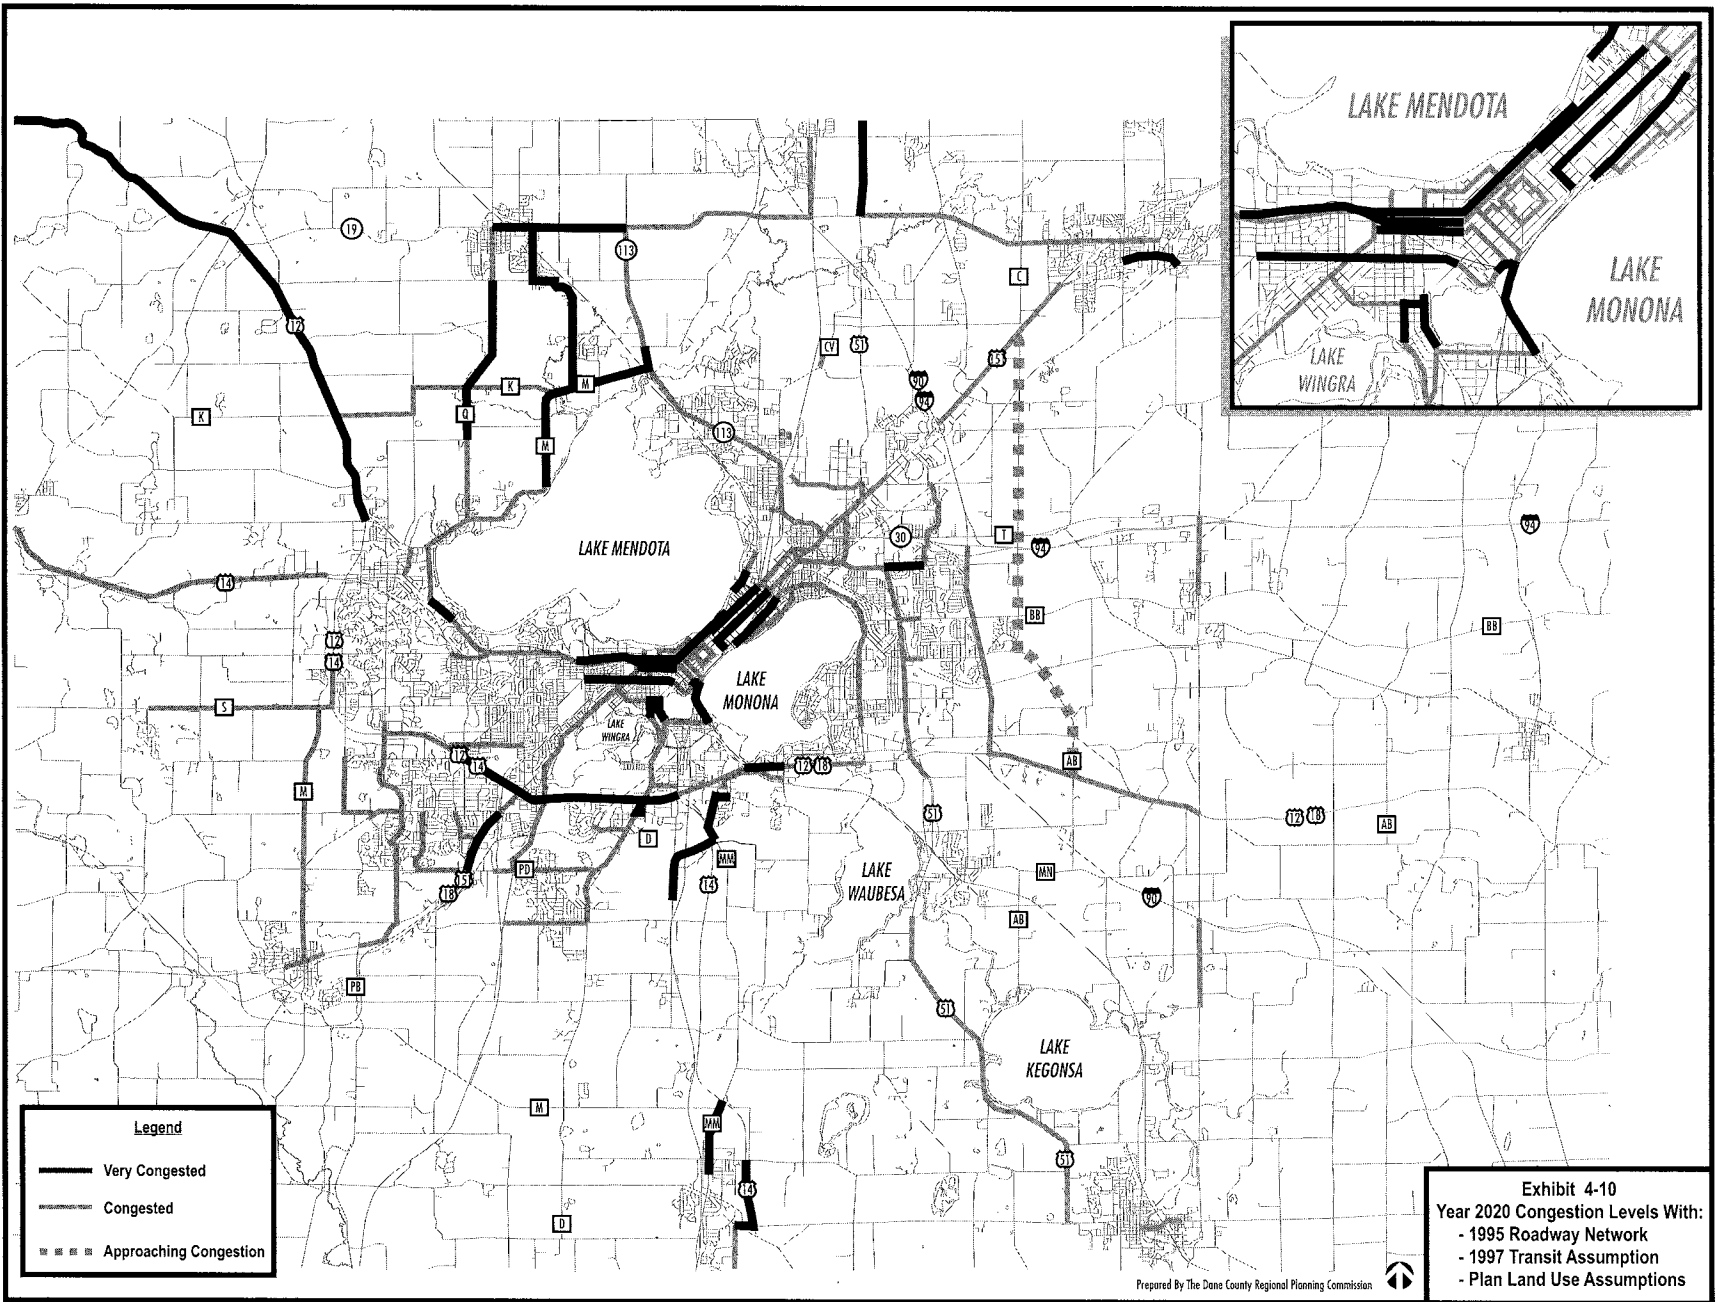 LAKE MENDOTA
LAKE
MONONA
LAKE
WINGRA
19
113
C
12
CV
51
151
90
94
K
K
M
Q
113
M
LAKE MENDOTA
30
T
94
94
14
BB
BB
12
14
LAKE
MONONA
S
LAKE
WINGRA
12
14
12
18
AB
M
51
12
18
AB
D
MM
LAKE
WAUBESA
PD
151
18
14
MN
90
AB
PB
51
LAKE
KEGONSA
M
MM
51
14
D
Legend
Very Congested
Congested
Approaching Congestion
Exhibit 4-10
Year 2020 Congestion Levels With:
- 1995 Roadway Network
- 1997 Transit Assumption
- Plan Land Use Assumptions
Prepared By The Dane County Regional Planning Commission